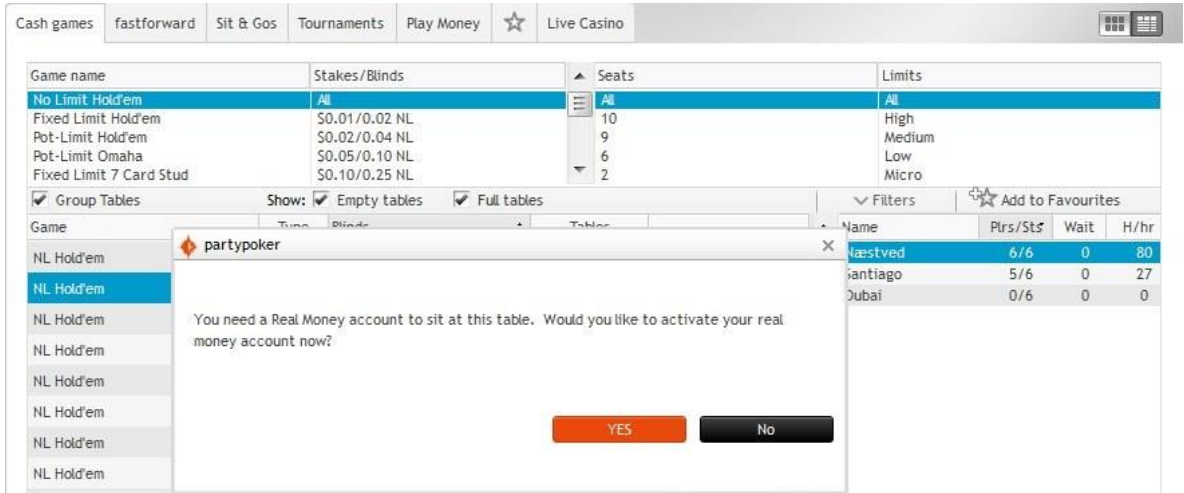 Cash games fastforward Sit & Gos Tournaments Play Money Live Casino
Game name Stakes/Blinds Seats Limits
No Limit Hold'em All All All
Fixed Limit Hold'em $0.01/0.02 NL 10 High
Pot-Limit Hold'em $0.02/0.04 NL 9 Medium
Pot-Limit Omaha $0.05/0.10 NL 6 Low
Fixed Limit 7 Card Stud $0.10/0.25 NL 2 Micro
Group Tables Show: Empty tables Full tables Filters Add to Favourites
Game Type Blinds Tables Name Plrs/Sts Wait H/hr
partypoker
NL Hold'em Næstved 6/6 0 80
Santiago 5/6 0 27
NL Hold'em Dubai 0/6 0 0
NL Hold'em You need a Real Money account to sit at this table. Would you like to activate your real
money account now?
NL Hold'em
NL Hold'em
NL Hold'em
YES No
NL Hold'em
NL Hold'em